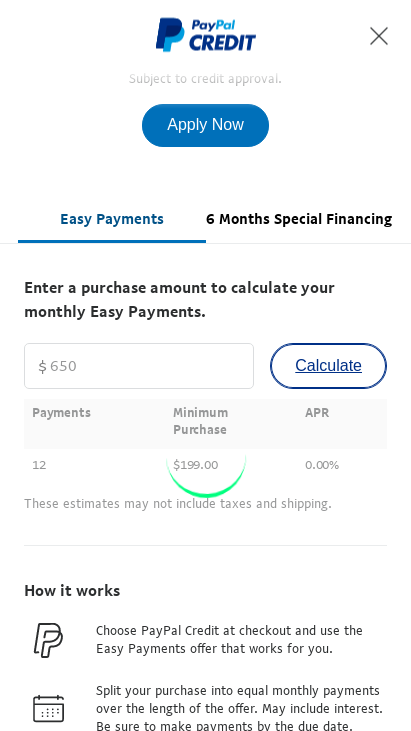 PayPal
CREDIT
Subject to credit approval.
Apply Now
Easy Payments
6 Months Special Financing
Enter a purchase amount to calculate your
monthly Easy Payments.
$ 650
Calculate
Payments
Minimum
Purchase
APR
12
$199.00
0.00%
These estimates may not include taxes and shipping.
How it works
Choose PayPal Credit at checkout and use the
Easy Payments offer that works for you.
Split your purchase into equal monthly payments
over the length of the offer. May include interest.
Be sure to make payments by the due date.